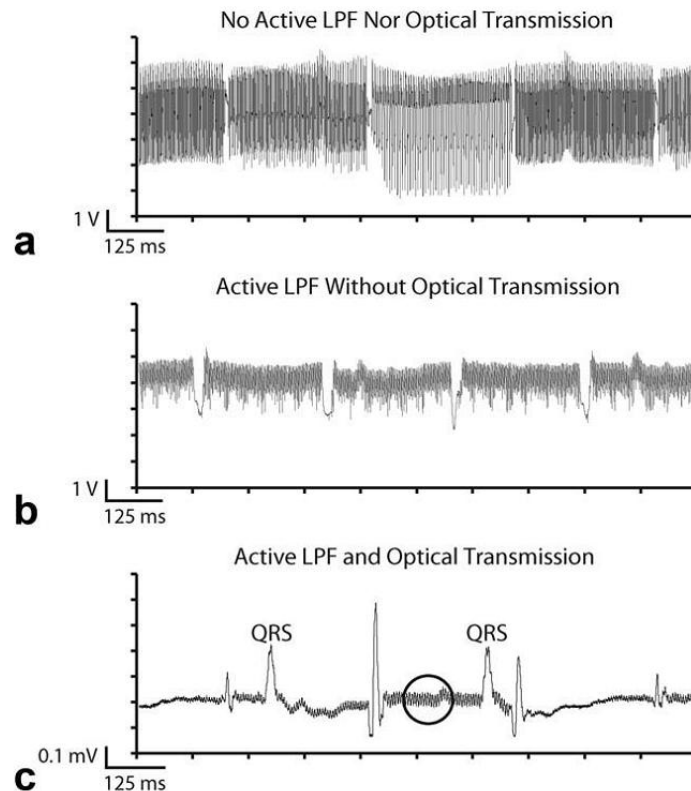 No Active LPF Nor Optical Transmission
1 V
125 ms
a
Active LPF Without Optical Transmission
1 V
125 ms
b
Active LPF and Optical Transmission
QRS QRS
0.1 mV
125 ms
c